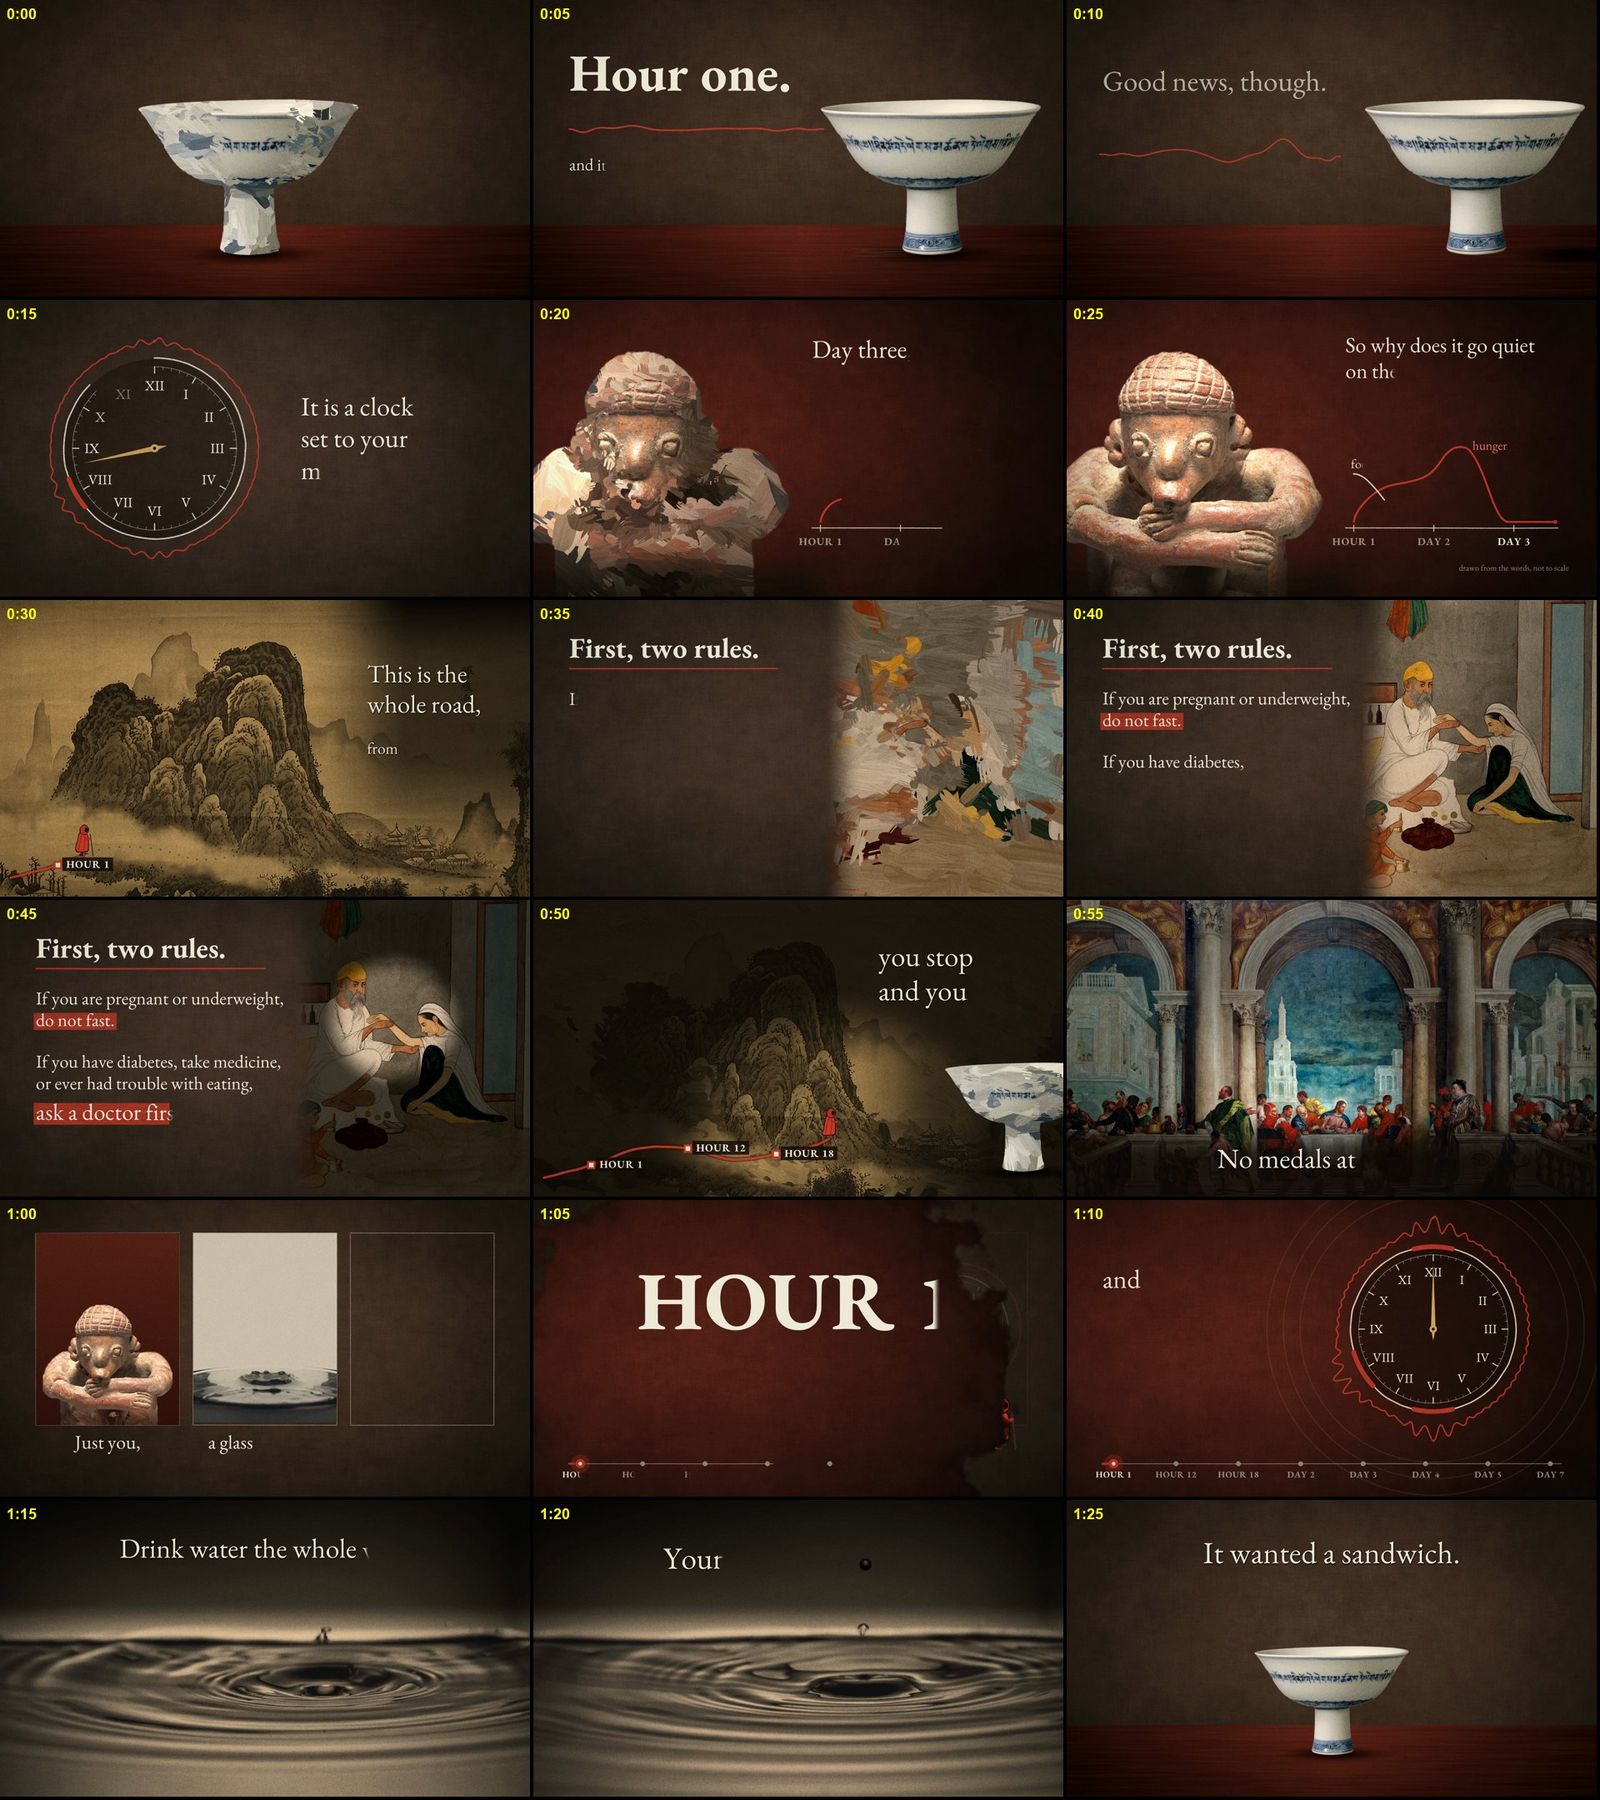 0:00
0:05
Hour one.
and it
0:10
Good news, though.
0:15
XII
I
II
III
IV
V
VI
VII
VIII
IX
X
XI
It is a clock
set to your
m
0:20
Day three
HOUR 1
DA
0:25
So why does it go quiet
on the
hunger
fo
HOUR 1 DAY 2 DAY 3
drawn from the words, not to scale
0:30
This is the
whole road,
from
HOUR 1
0:35
First, two rules.
I
0:40
First, two rules.
If you are pregnant or underweight,
do not fast.
If you have diabetes,
0:45
First, two rules.
If you are pregnant or underweight,
do not fast.
If you have diabetes, take medicine,
or ever had trouble with eating,
ask a doctor firs
0:50
you stop
and you
HOUR 1
HOUR 12
HOUR 18
0:55
No medals at
1:00
Just you,
a glass
1:05
HOUR 1
HO
1:10
and
XII
I
II
III
IV
V
VI
VII
VIII
IX
X
XI
HOUR 1 HOUR 12 HOUR 18 DAY 2 DAY 3 DAY 4 DAY 5 DAY 7
1:15
Drink water the whole
1:20
Your
1:25
It wanted a sandwich.